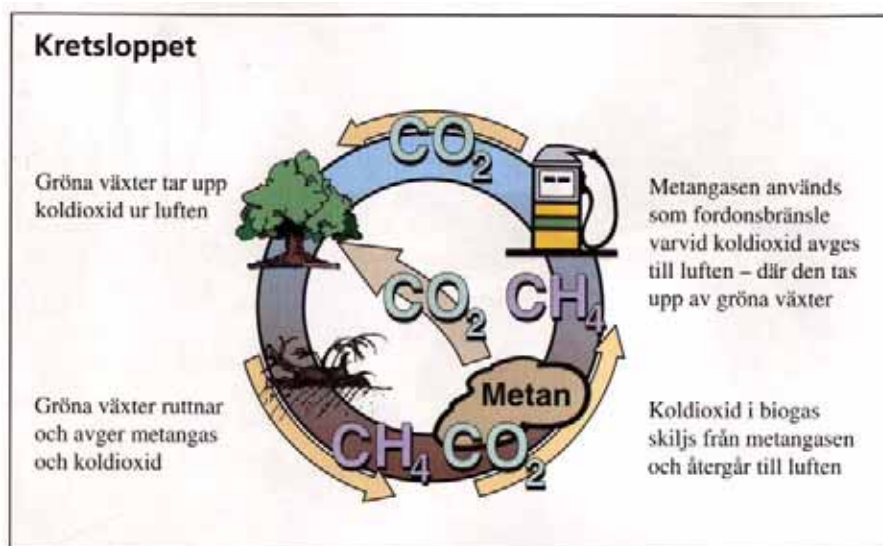 Kretsloppet
CO2
Gröna växter tar upp
koldioxid ur luften
Metangasen används
som fordonsbränsle
varvid koldioxid avges
till luften – där den tas
upp av gröna växter
CO2
CH4
Metan
Gröna växter ruttnar
och avger metangas
och koldioxid
CH4 CO2
Koldioxid i biogas
skiljs från metangasen
och återgår till luften